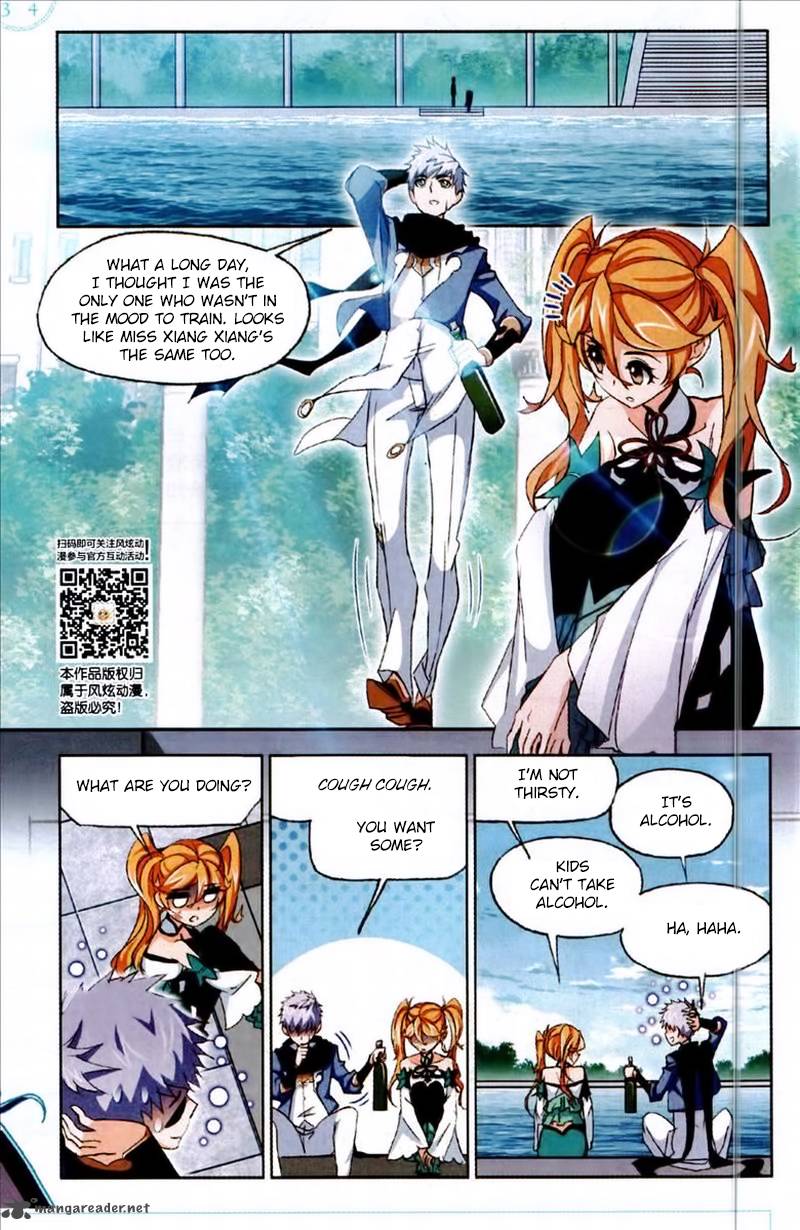 3 4
WHAT A LONG DAY,
I THOUGHT I WAS THE
ONLY ONE WHO WASN'T IN
THE MOOD TO TRAIN. LOOKS
LIKE MISS XIANG XIANG'S
THE SAME TOO.
扫码即可关注风炫动
漫参与官方互动活动!
本作品版权归
属于风炫动漫,
盗版必究!
WHAT ARE YOU DOING?
COUGH COUGH.
YOU WANT
SOME?
I'M NOT
THIRSTY.
IT'S
ALCOHOL.
KIDS
CAN'T TAKE
ALCOHOL.
HA, HAHA.
mangareader.net